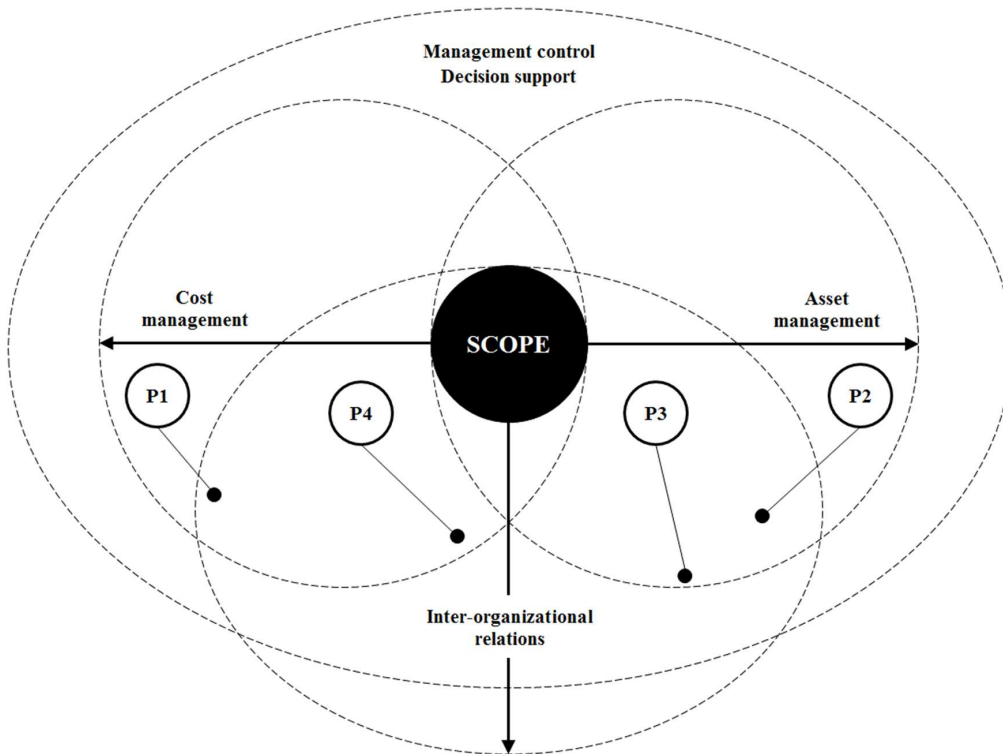 Management control
Decision support
Cost
management
SCOPE
Asset
management
P1
P4
P3
P2
Inter-organizational
relations